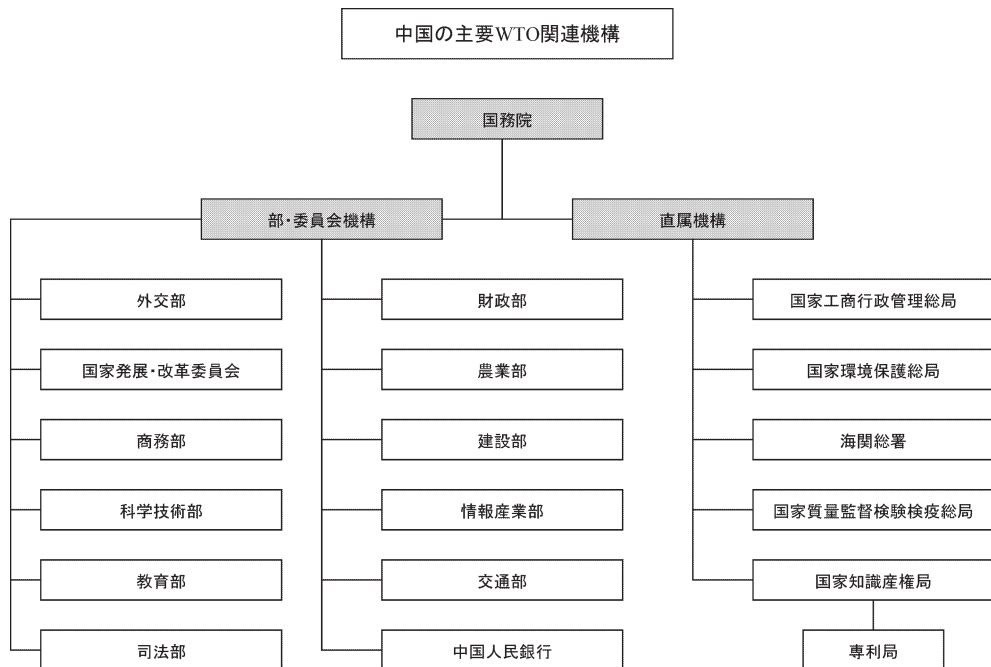 中国の主要WTO関連機構
国務院
部・委員会機構
直属機構
外交部
国家発展・改革委員会
商務部
科学技術部
教育部
司法部
財政部
農業部
建設部
情報産業部
交通部
中国人民銀行
国家工商行政管理総局
国家環境保護総局
海関総署
国家質量監督検験検疫総局
国家知識産権局
専利局